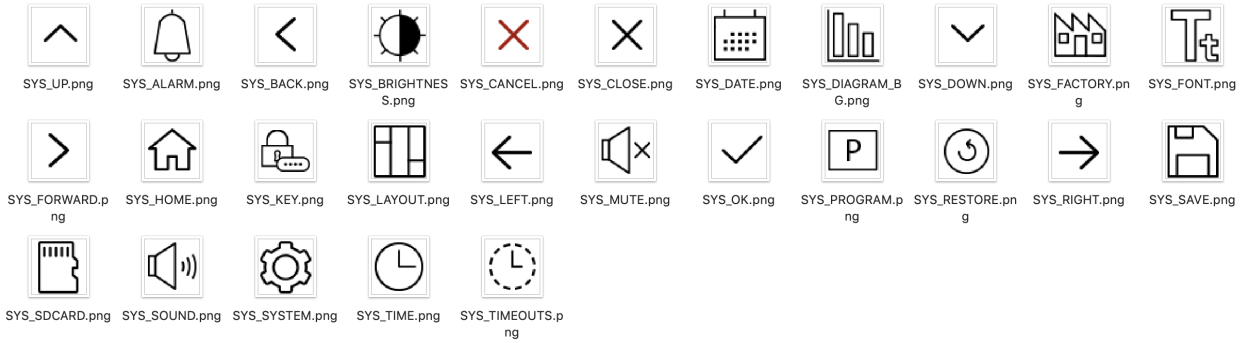 SYS_UP.png SYS_ALARM.png SYS_BACK.png SYS_BRIGHTNES SYS_CANCEL.png SYS_CLOSE.png SYS_DATE.png SYS_DIAGRAM_B SYS_DOWN.png SYS_FACTORY.pn SYS_FONT.png
S.png G.png g
Tt
P
SYS_FORWARD.p SYS_HOME.png SYS_KEY.png SYS_LAYOUT.png SYS_LEFT.png SYS_MUTE.png SYS_OK.png SYS_PROGRAM.p SYS_RESTORE.pn SYS_RIGHT.png SYS_SAVE.png
ng ng g
SYS_SDCARD.png SYS_SOUND.png SYS_SYSTEM.png SYS_TIME.png SYS_TIMEOUTS.p
ng